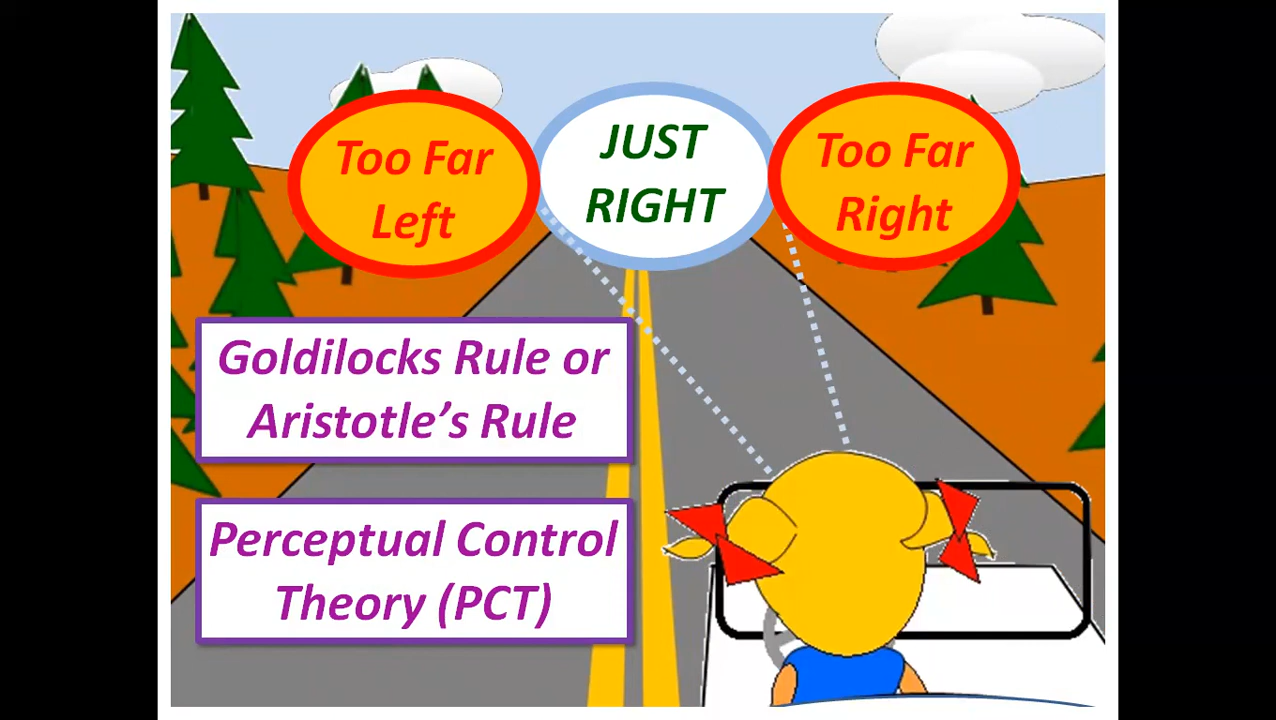 Too Far
Left
JUST
RIGHT
Too Far
Right
Goldilocks Rule or
Aristotle’s Rule
Perceptual Control
Theory (PCT)